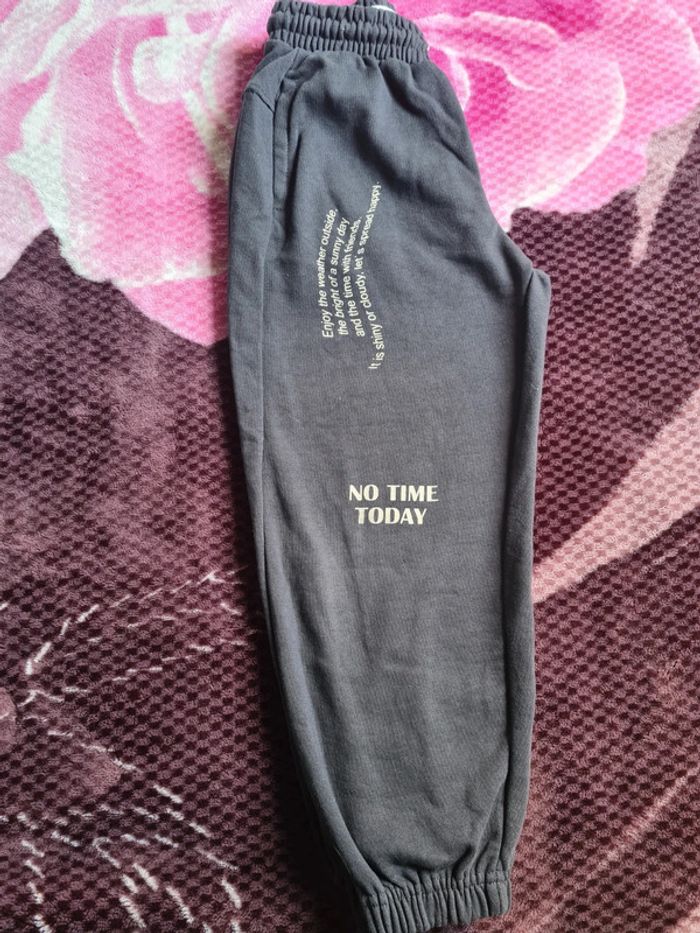 Enjoy the weather outside,
the bright of a sunny day
and the time with friends.
It is shiny or cloudy, let´s spread happy.
NO TIME
TODAY